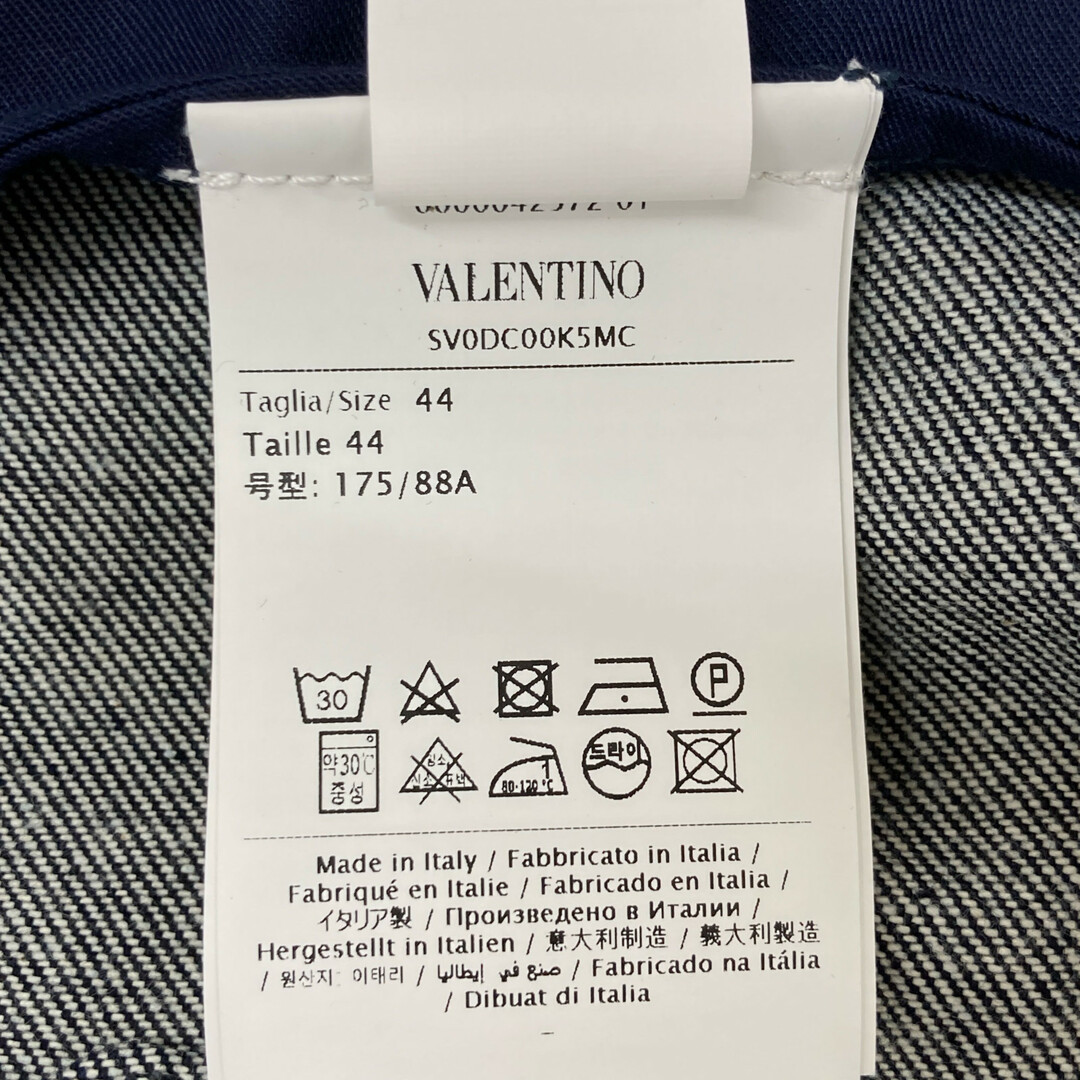 VALENTINO
SV0DC00K5MC
Taglia/Size 44
Taille 44
号型: 175/88A
30
P
약30℃
중성
80-120℃
드라이
Made in Italy / Fabbricato in Italia /
Fabriqué en Italie / Fabricado en Italia /
イタリア製 / Произведено в Италии /
Hergestellt in Italien / 意大利制造 / 義大利製造
/ 원산지: 이태리 / صنع في إيطاليا / Fabricado na Itália
/ Dibuat di Italia